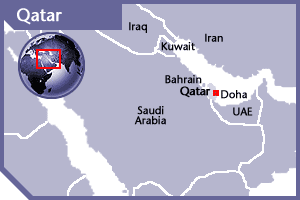 Qatar
Iraq
Iran
Kuwait
Bahrain
Qatar
Doha
Saudi
Arabia
UAE